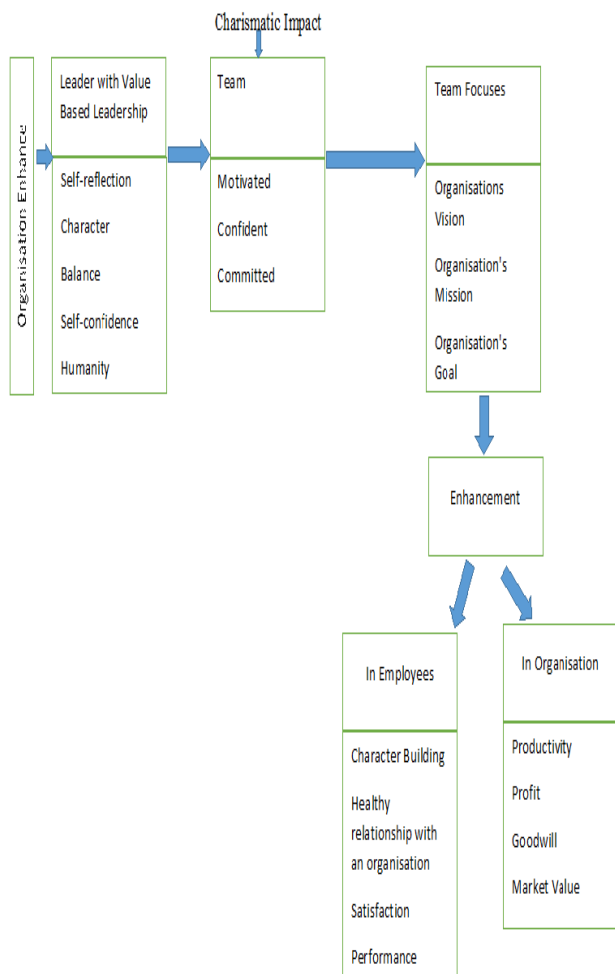 Charismatic Impact
Organisation Enhance
Leader with Value
Based Leadership
Self-reflection
Character
Balance
Self-confidence
Humanity
Team
Motivated
Confident
Committed
Team Focuses
Organisations
Vision
Organisation's
Mission
Organisation's
Goal
Enhancement
In Employees
Character Building
Healthy
relationship with
an organisation
Satisfaction
Performance
In Organisation
Productivity
Profit
Goodwill
Market Value